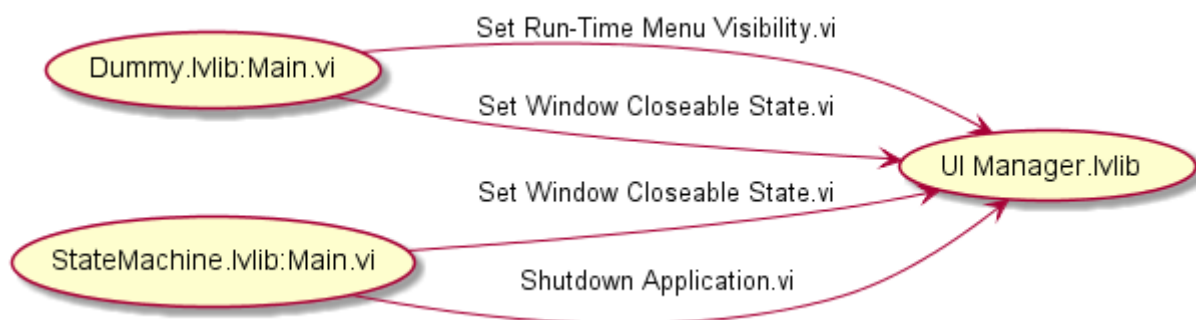 Set Run-Time Menu Visibility.vi
Dummy.lvlib:Main.vi
Set Window Closeable State.vi
UI Manager.lvlib
Set Window Closeable State.vi
StateMachine.lvlib:Main.vi
Shutdown Application.vi